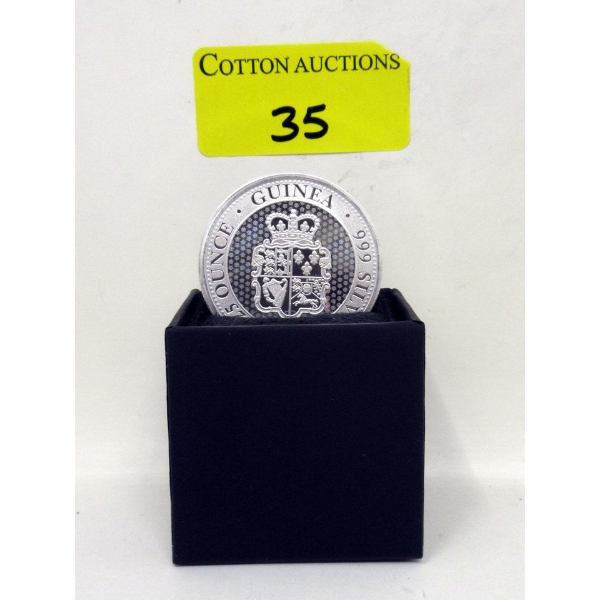 COTTON AUCTIONS
35
OUNCE · GUINEA · 999